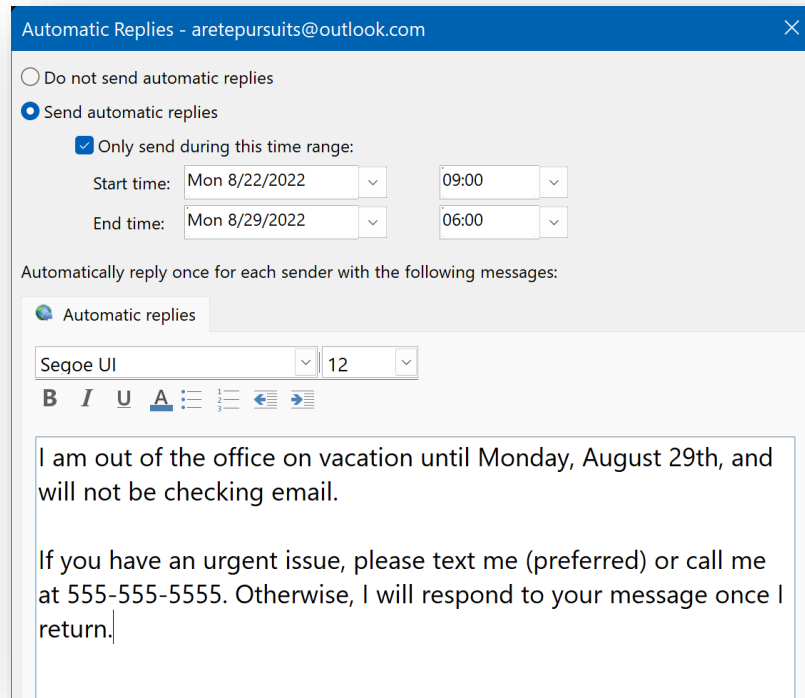 Automatic Replies - aretepursuits@outlook.com
Do not send automatic replies
Send automatic replies
Only send during this time range:
Start time: Mon 8/22/2022 09:00
End time: Mon 8/29/2022 06:00
Automatically reply once for each sender with the following messages:
Automatic replies
Segoe UI 12
B I U A 1 2 3
I am out of the office on vacation until Monday, August 29th, and
will not be checking email.
If you have an urgent issue, please text me (preferred) or call me
at 555-555-5555. Otherwise, I will respond to your message once I
return.